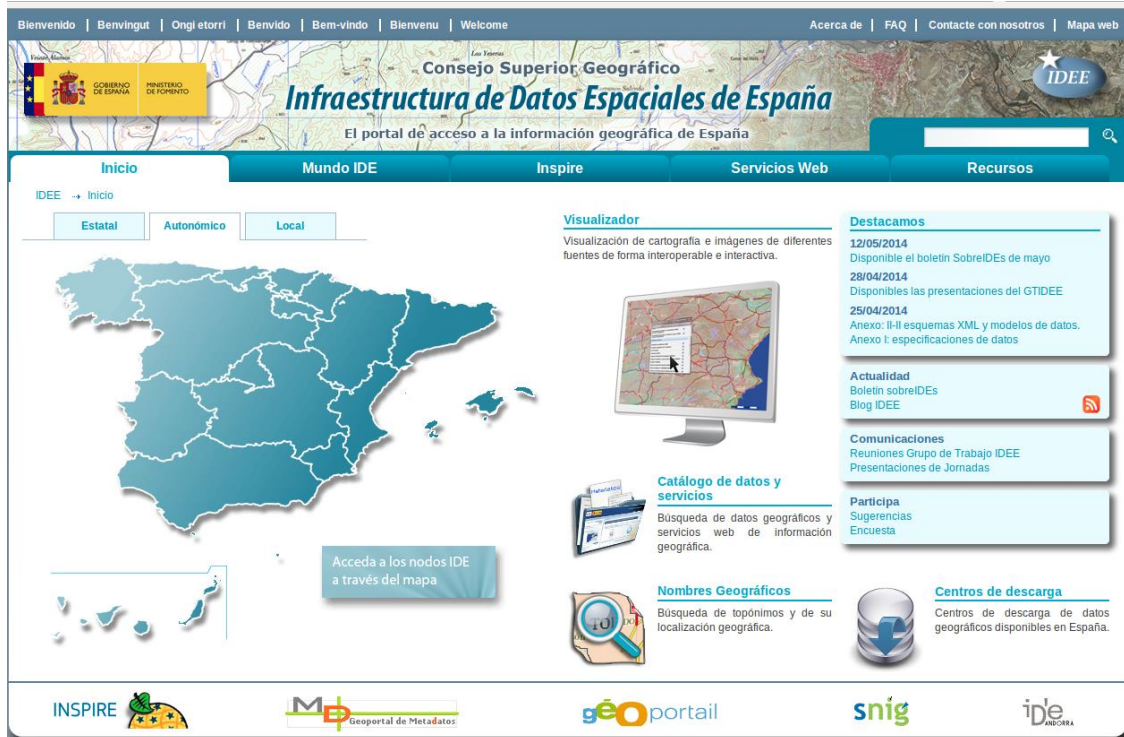 Bienvenido | Benvingut | Ongi etorri | Benvido | Bem-vindo | Bienvenu | Welcome
Acerca de | FAQ | Contacte con nosotros | Mapa web
GOBIERNO DE ESPAÑA
MINISTERIO DE FOMENTO
Consejo Superior Geográfico
Infraestructura de Datos Espaciales de España
El portal de acceso a la información geográfica de España
IDEE
Inicio
Mundo IDE
Inspire
Servicios Web
Recursos
IDEE → Inicio
Estatal
Autonómico
Local
Acceda a los nodos IDE
a través del mapa
Visualizador
Visualización de cartografía e imágenes de diferentes
fuentes de forma interoperable e interactiva.
Catálogo de datos y
servicios
Búsqueda de datos geográficos y
servicios web de información
geográfica.
Nombres Geográficos
Búsqueda de topónimos y de su
localización geográfica.
Destacamos
12/05/2014
Disponible el boletín SobreIDEs de mayo
28/04/2014
Disponibles las presentaciones del GTIDEE
25/04/2014
Anexo: II-II esquemas XML y modelos de datos.
Anexo I: especificaciones de datos
Actualidad
Boletín sobreIDEs
Blog IDEE
Comunicaciones
Reuniones Grupo de Trabajo IDEE
Presentaciones de Jornadas
Participa
Sugerencias
Encuesta
Centros de descarga
Centros de descarga de datos
geográficos disponibles en España.
INSPIRE
MD Geoportal de Metadatos
géoportail
snig
iDe ANDORRA